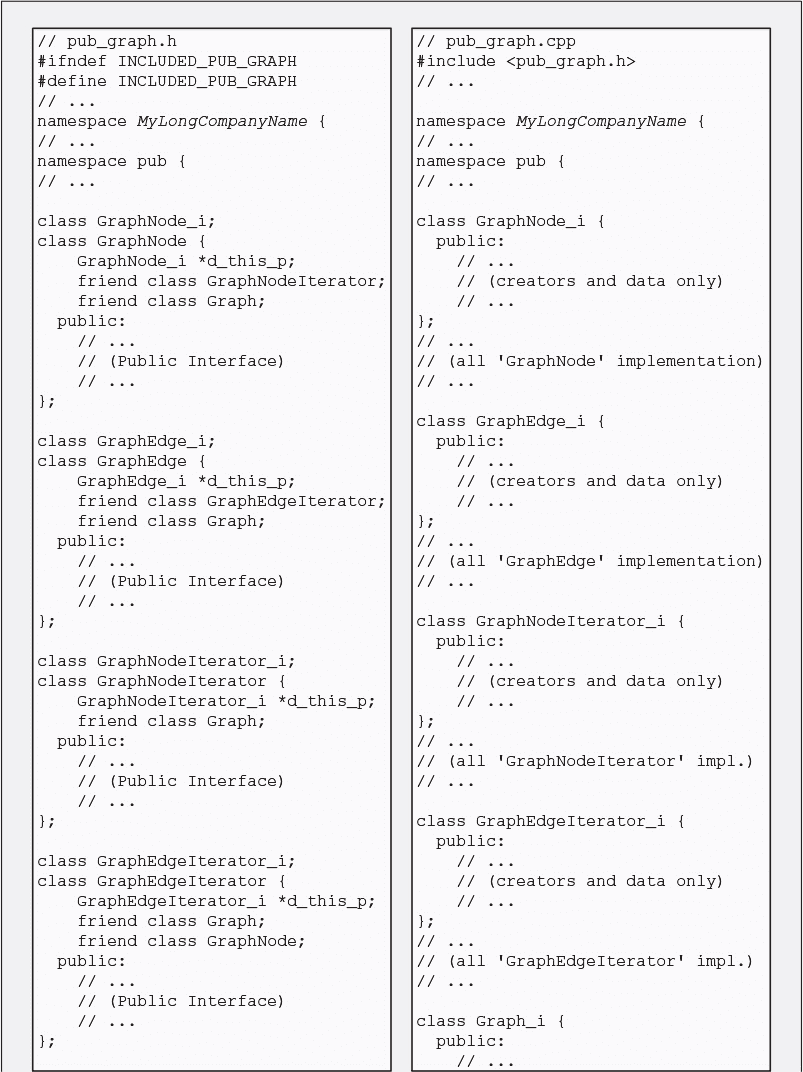 // pub_graph.h
#ifndef INCLUDED_PUB_GRAPH
#define INCLUDED_PUB_GRAPH
// ...
namespace MyLongCompanyName {
// ...
namespace pub {
// ...
class GraphNode_i;
class GraphNode {
GraphNode_i *d_this_p;
friend class GraphNodeIterator;
friend class Graph;
public:
// ...
// (Public Interface)
// ...
};
class GraphEdge_i;
class GraphEdge {
GraphEdge_i *d_this_p;
friend class GraphEdgeIterator;
friend class Graph;
public:
// ...
// (Public Interface)
// ...
};
class GraphNodeIterator_i;
class GraphNodeIterator {
GraphNodeIterator_i *d_this_p;
friend class Graph;
public:
// ...
// (Public Interface)
// ...
};
class GraphEdgeIterator_i;
class GraphEdgeIterator {
GraphEdgeIterator_i *d_this_p;
friend class Graph;
friend class GraphNode;
public:
// ...
// (Public Interface)
// ...
};
// pub_graph.cpp
#include <pub_graph.h>
// ...
namespace MyLongCompanyName {
// ...
namespace pub {
// ...
class GraphNode_i {
public:
// ...
// (creators and data only)
// ...
};
// ...
// (all 'GraphNode' implementation)
// ...
class GraphEdge_i {
public:
// ...
// (creators and data only)
// ...
};
// ...
// (all 'GraphEdge' implementation)
// ...
class GraphNodeIterator_i {
public:
// ...
// (creators and data only)
// ...
};
// ...
// (all 'GraphNodeIterator' impl.)
// ...
class GraphEdgeIterator_i {
public:
// ...
// (creators and data only)
// ...
};
// ...
// (all 'GraphEdgeIterator' impl.)
// ...
class Graph_i {
public:
// ...